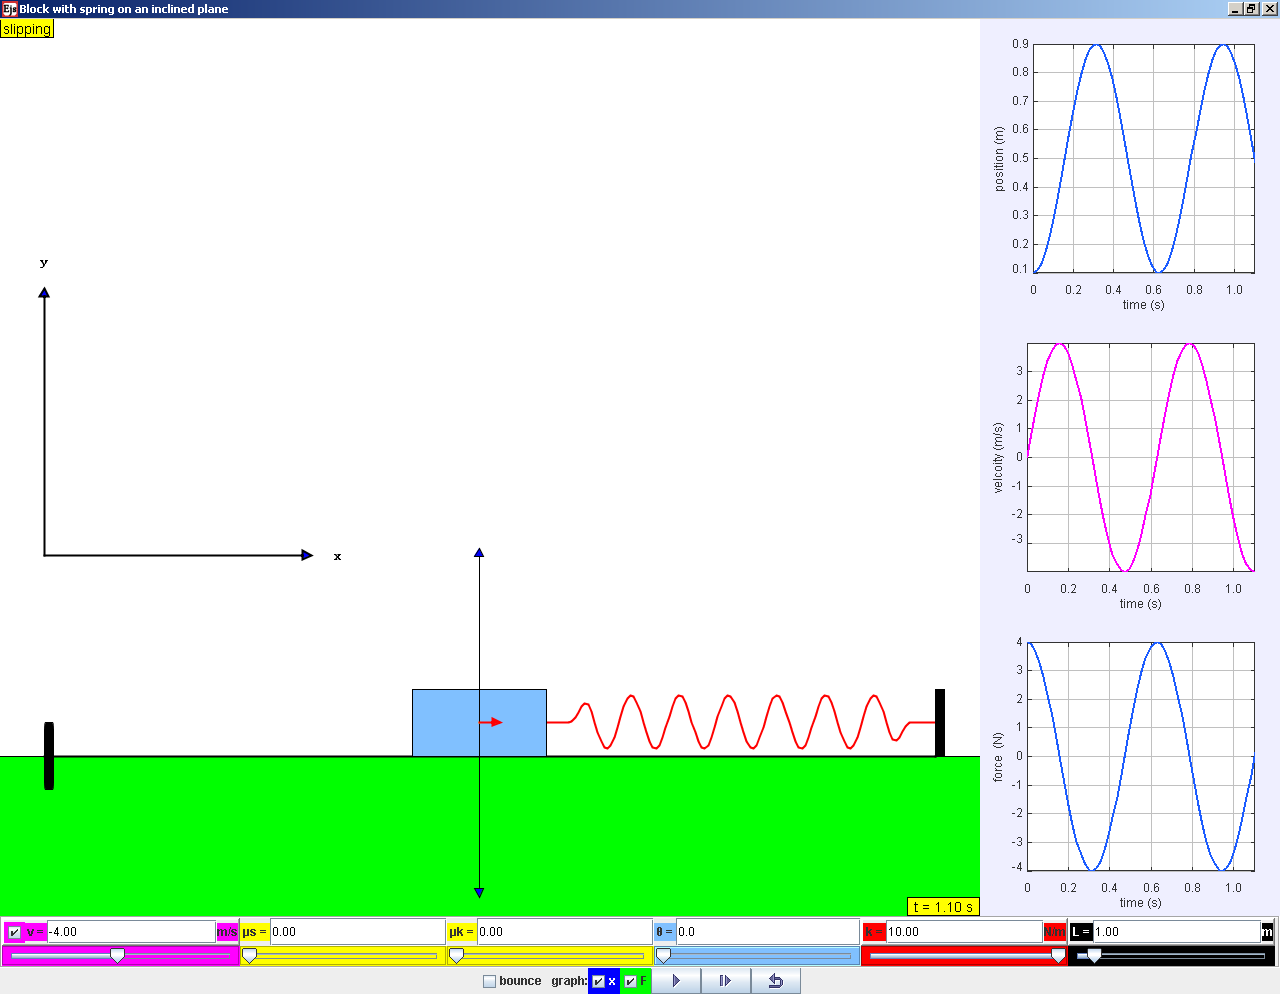 Block with spring on an inclined plane
slipping
y
x
t = 1.10 s
position (m)
0.9
0.8
0.7
0.6
0.5
0.4
0.3
0.2
0.1
0 0.2 0.4 0.6 0.8 1.0
time (s)
velcoity (m/s)
3
2
1
0
-1
-2
-3
0 0.2 0.4 0.6 0.8 1.0
time (s)
force (N)
4
3
2
1
0
-1
-2
-3
-4
0 0.2 0.4 0.6 0.8 1.0
time (s)
v = -4.00 m/s μs = 0.00 μk = 0.00 θ = 0.0 k = 10.00 N/m L = 1.00 m
bounce graph: x F